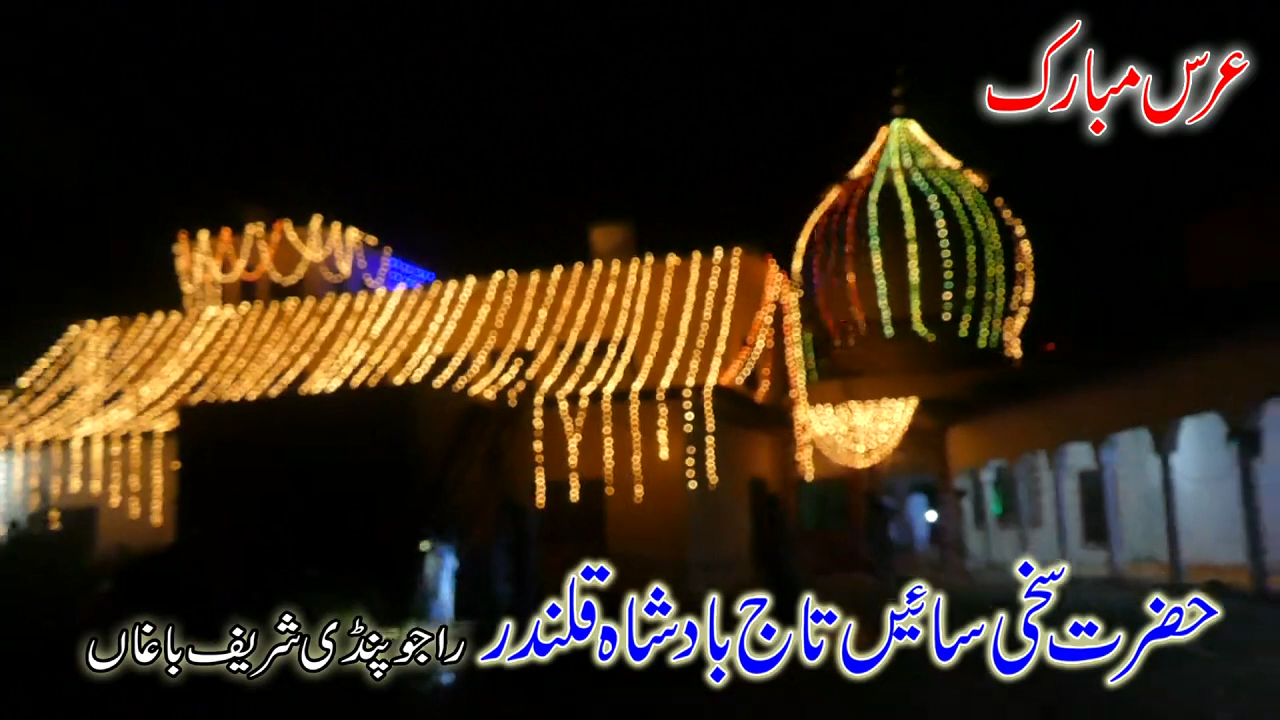 عرس مبارک
حضرت سخی سائیں تاج بادشاہ قلندر راجو پنڈی شریف باغاں